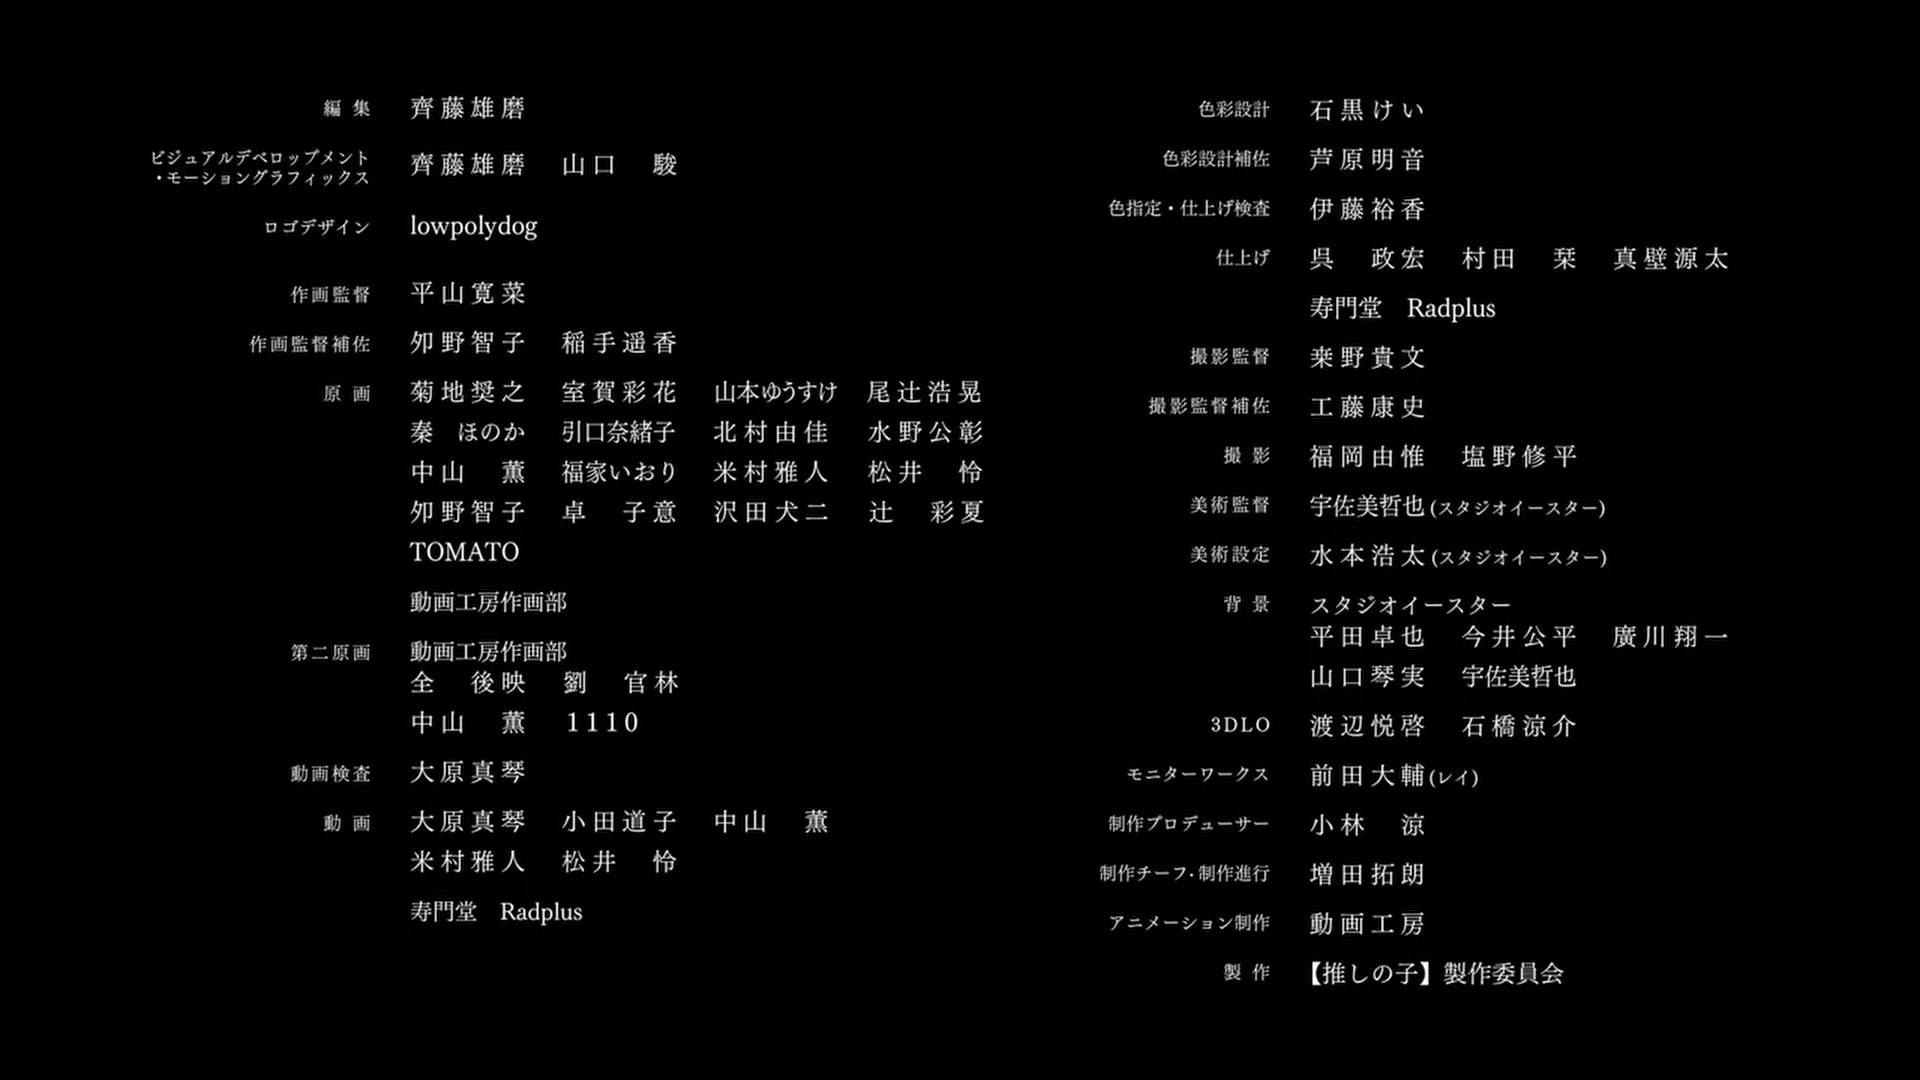 編 集　齊藤雄磨
ビジュアルデベロップメント
・モーショングラフィックス　齊藤雄磨　山口　駿
ロゴデザイン　lowpolydog
作画監督　平山寛菜
作画監督補佐　夘野智子　稲手遥香
原 画　菊地奨之　室賀彩花　山本ゆうすけ　尾辻浩晃
秦　ほのか　引口奈緒子　北村由佳　水野公彰
中山　薫　福家いおり　米村雅人　松井　怜
夘野智子　卓　子意　沢田犬二　辻　彩夏
TOMATO
動画工房作画部
第二原画　動画工房作画部
全　後映　劉　官林
中山　薫　1110
動画検査　大原真琴
動 画　大原真琴　小田道子　中山　薫
米村雅人　松井　怜
寿門堂　Radplus
色彩設計　石黒けい
色彩設計補佐　芦原明音
色指定・仕上げ検査　伊藤裕香
仕上げ　呉　政宏　村田　栞　真壁源太
寿門堂　Radplus
撮影監督　桒野貴文
撮影監督補佐　工藤康史
撮 影　福岡由惟　塩野修平
美術監督　宇佐美哲也(スタジオイースター)
美術設定　水本浩太(スタジオイースター)
背 景　スタジオイースター
平田卓也　今井公平　廣川翔一
山口琴実　宇佐美哲也
3DLO　渡辺悦啓　石橋涼介
モニターワークス　前田大輔(レイ)
制作プロデューサー　小林　涼
制作チーフ・制作進行　増田拓朗
アニメーション制作　動画工房
製 作　【推しの子】製作委員会